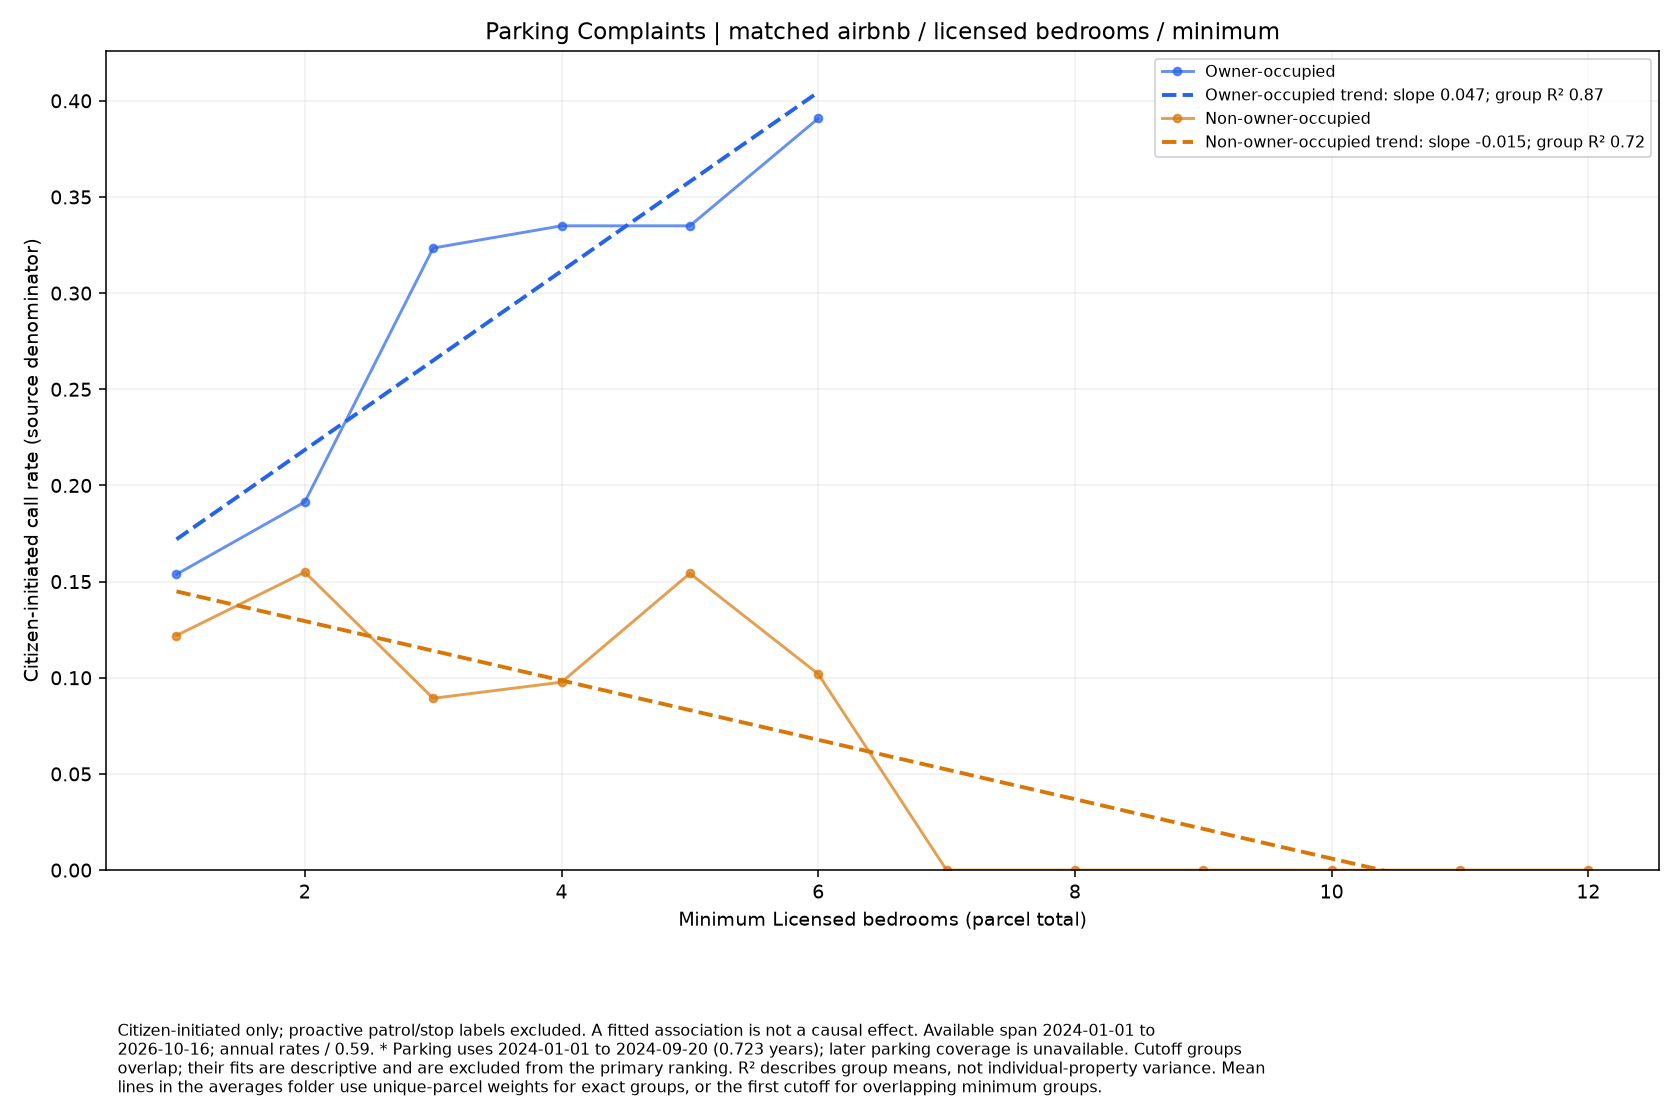 Parking Complaints | matched airbnb / licensed bedrooms / minimum
Owner-occupied
Owner-occupied trend: slope 0.047; group R² 0.87
Non-owner-occupied
Non-owner-occupied trend: slope -0.015; group R² 0.72
Citizen-initiated call rate (source denominator)
0.40
0.35
0.30
0.25
0.20
0.15
0.10
0.05
0.00
2 4 6 8 10 12
Minimum Licensed bedrooms (parcel total)
Citizen-initiated only; proactive patrol/stop labels excluded. A fitted association is not a causal effect. Available span 2024-01-01 to
2026-10-16; annual rates / 0.59. * Parking uses 2024-01-01 to 2024-09-20 (0.723 years); later parking coverage is unavailable. Cutoff groups
overlap; their fits are descriptive and are excluded from the primary ranking. R² describes group means, not individual-property variance. Mean
lines in the averages folder use unique-parcel weights for exact groups, or the first cutoff for overlapping minimum groups.